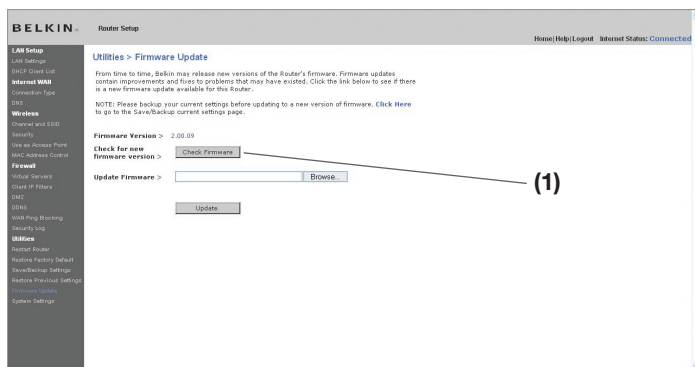 BELKIN® Router Setup
Home|Help|Logout Internet Status: Connected
LAN Setup
LAN Settings
DHCP Client List
Internet WAN
Connection Type
DNS
Wireless
Channel and SSID
Security
Use as Access Point
MAC Address Control
Firewall
Virtual Servers
Client IP Filters
DMZ
DDNS
WAN Ping Blocking
Security Log
Utilities
Restart Router
Restore Factory Default
Save/Backup Settings
Restore Previous Settings
Firmware Update
System Settings
Utilities > Firmware Update
From time to time, Belkin may release new versions of the Router's firmware. Firmware updates
contain improvements and fixes to problems that may have existed. Click the link below to see if there
is a new firmware update available for this Router.
NOTE: Please backup your current settings before updating to a new version of firmware. Click Here
to go to the Save/Backup current settings page.
Firmware Version > 2.00.09
Check for new
firmware version > Check Firmware
Update Firmware > Browse...
Update
(1)